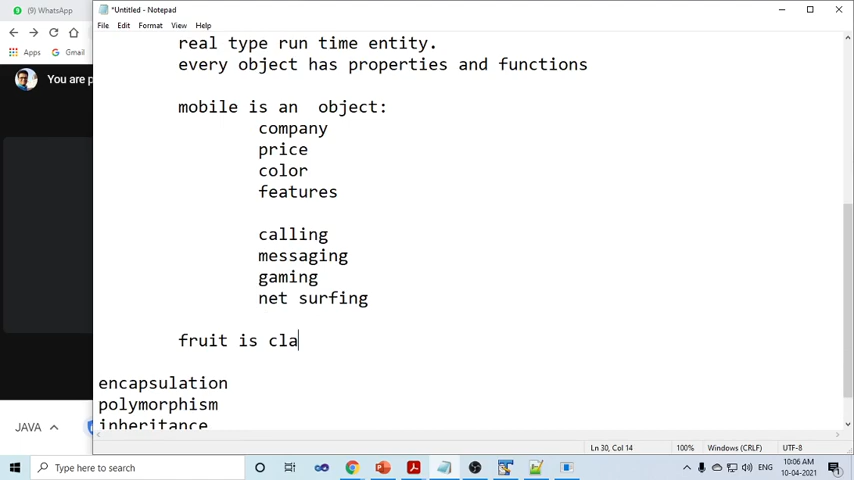 (9) WhatsApp
*Untitled - Notepad
File Edit Format View Help
Apps Gmail
You are p
real type run time entity.
every object has properties and functions
mobile is an  object:
company
price
color
features
calling
messaging
gaming
net surfing
fruit is cla
encapsulation
polymorphism
inheritance
JAVA
Ln 30, Col 14 100% Windows (CRLF) UTF-8
Type here to search
ENG
10:06 AM
10-04-2021